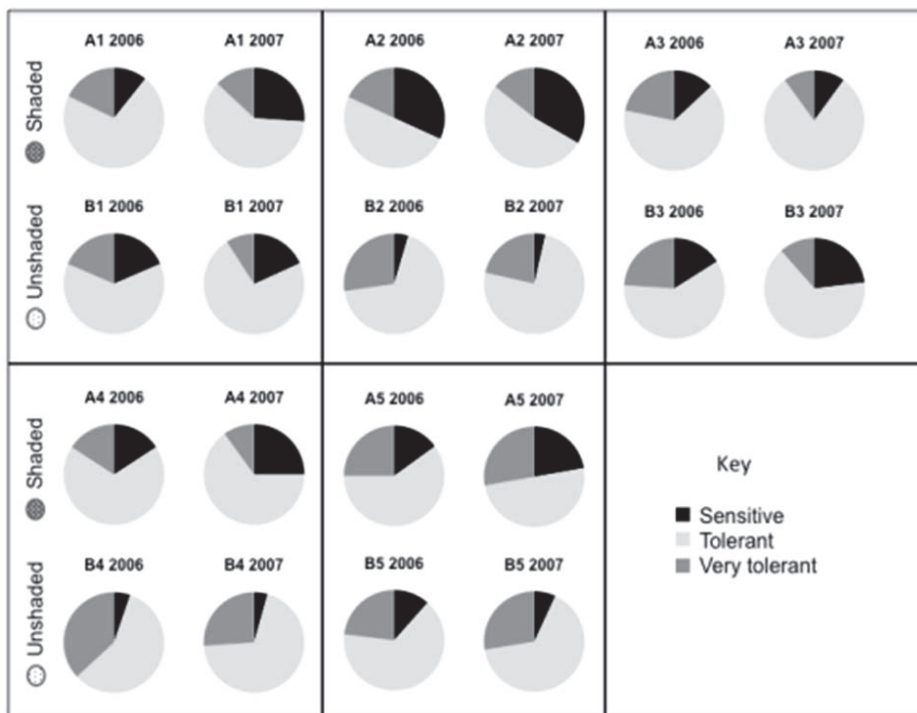 A1 2006 A1 2007 A2 2006 A2 2007 A3 2006 A3 2007
Shaded
B1 2006 B1 2007 B2 2006 B2 2007 B3 2006 B3 2007
Unshaded
A4 2006 A4 2007 A5 2006 A5 2007
Shaded
Key
Sensitive
Tolerant
Very tolerant
B4 2006 B4 2007 B5 2006 B5 2007
Unshaded